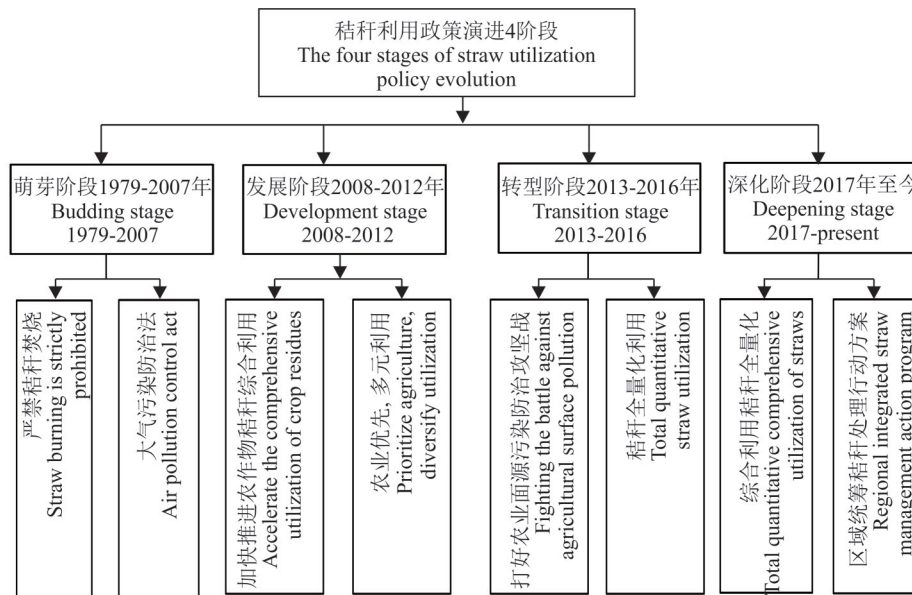 秸秆利用政策演进4阶段
The four stages of straw utilization
policy evolution
萌芽阶段1979-2007年
Budding stage
1979-2007
发展阶段2008-2012年
Development stage
2008-2012
转型阶段2013-2016年
Transition stage
2013-2016
深化阶段2017年至今
Deepening stage
2017-present
严禁秸秆焚烧
Straw burning is strictly
prohibited
大气污染防治法
Air pollution control act
加快推进农作物秸秆综合利用
Accelerate the comprehensive
utilization of crop residues
农业优先, 多元利用
Prioritize agriculture,
diversify utilization
打好农业面源污染防治攻坚战
Fighting the battle against
agricultural surface pollution
秸秆全量化利用
Total quantitative
straw utilization
综合利用秸秆全量化
Total quantitative comprehensive
utilization of straws
区域统筹秸秆处理行动方案
Regional integrated straw
management action program